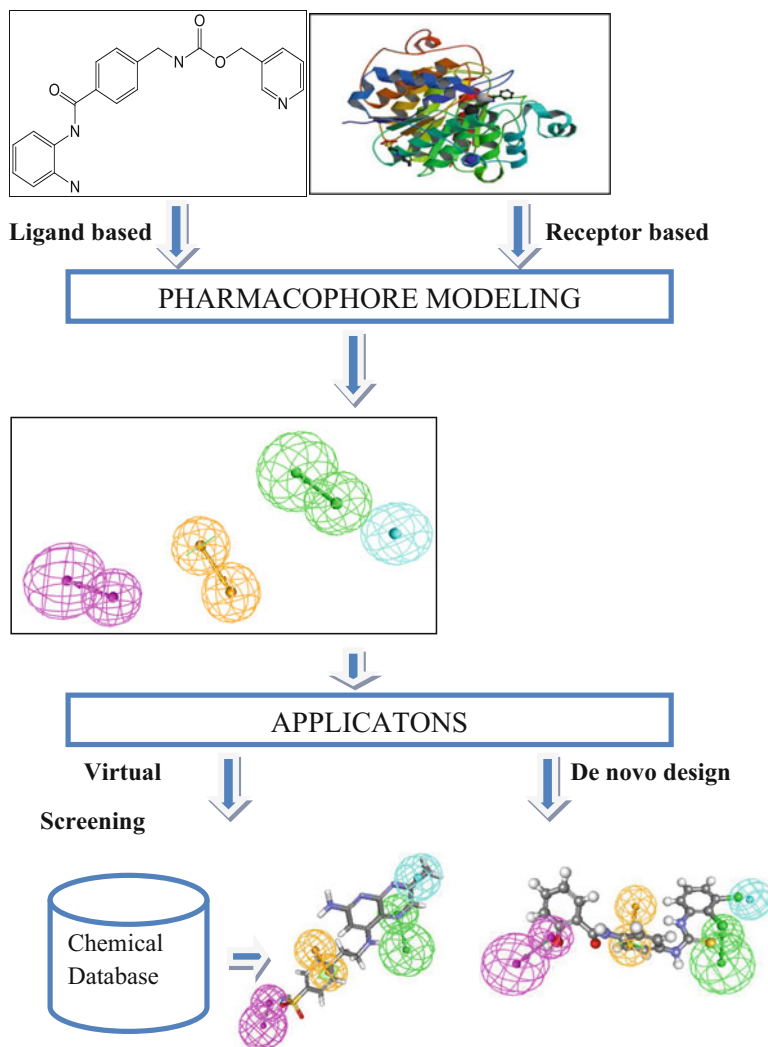 O
N O
O
N
N
N
Ligand based
Receptor based
PHARMACOPHORE MODELING
APPLICATONS
Virtual
Screening
De novo design
Chemical
Database